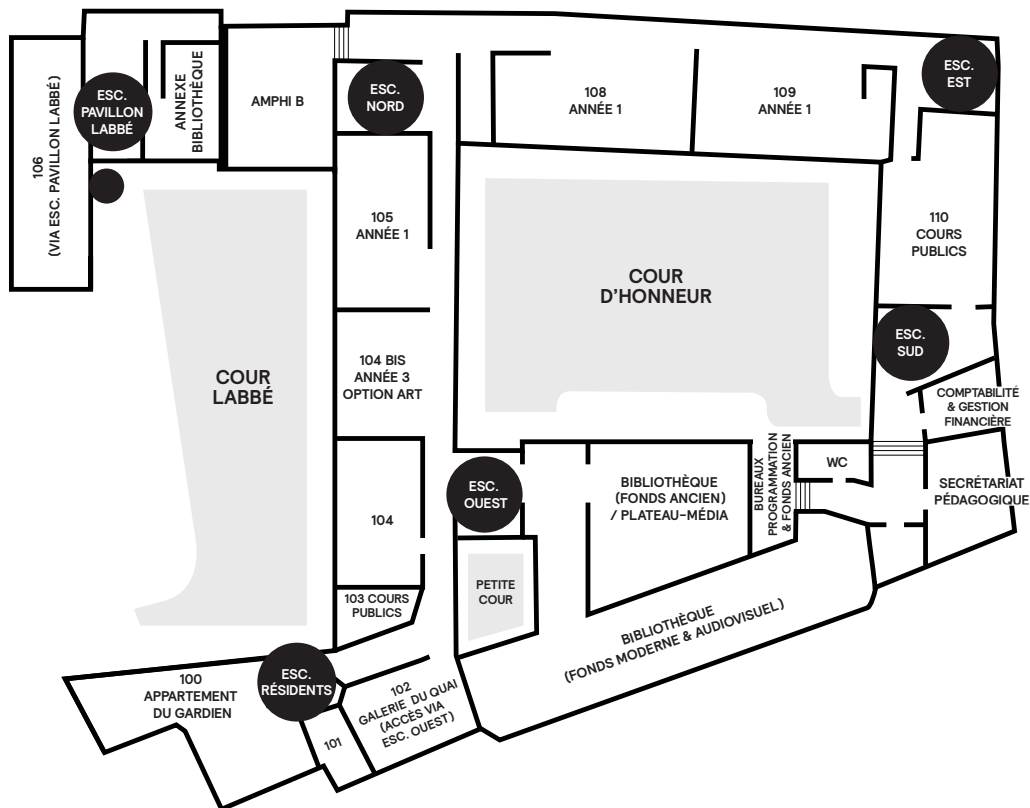 ESC.
PAVILLON
LABBÉ
ANNEXE
BIBLIOTHÈQUE
AMPHI B
ESC.
NORD
108
ANNÉE 1
109
ANNÉE 1
ESC.
EST
106
(VIA ESC. PAVILLON LABBÉ)
105
ANNÉE 1
110
COURS
PUBLICS
COUR
D’HONNEUR
ESC.
SUD
COUR
LABBÉ
104 BIS
ANNÉE 3
OPTION ART
COMPTABILITÉ
& GESTION
FINANCIÈRE
ESC.
OUEST
BIBLIOTHÈQUE
(FONDS ANCIEN)
/ PLATEAU-MÉDIA
BUREAUX
PROGRAMMATION
& FONDS ANCIEN
WC
SECRÉTARIAT
PÉDAGOGIQUE
104
PETITE
COUR
103 COURS
PUBLICS
BIBLIOTHÈQUE
(FONDS MODERNE & AUDIOVISUEL)
100
APPARTEMENT
DU GARDIEN
ESC.
RÉSIDENTS
101
102
GALERIE DU QUAI
(ACCÈS VIA
ESC. OUEST)